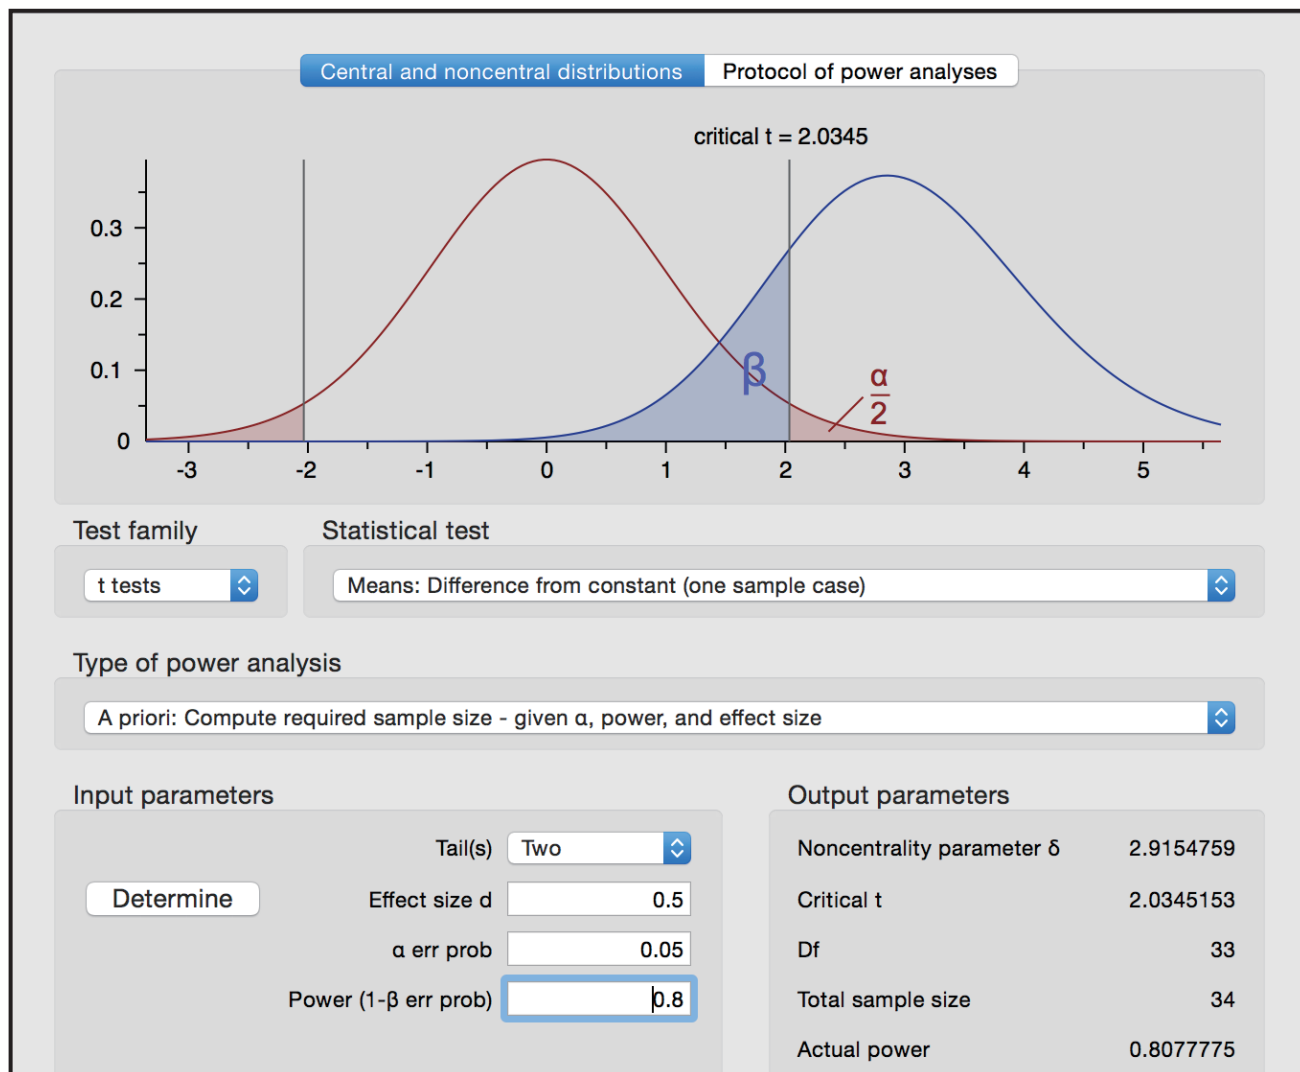 Central and noncentral distributions Protocol of power analyses
critical t = 2.0345
0.3
0.2
0.1
0
β
α
2
-3 -2 -1 0 1 2 3 4 5
Test family Statistical test
t tests Means: Difference from constant (one sample case)
Type of power analysis
A priori: Compute required sample size - given α, power, and effect size
Input parameters Output parameters
Tail(s) Two Noncentrality parameter δ 2.9154759
Determine Effect size d 0.5 Critical t 2.0345153
α err prob 0.05 Df 33
Power (1-β err prob) 0.8 Total sample size 34
Actual power 0.8077775